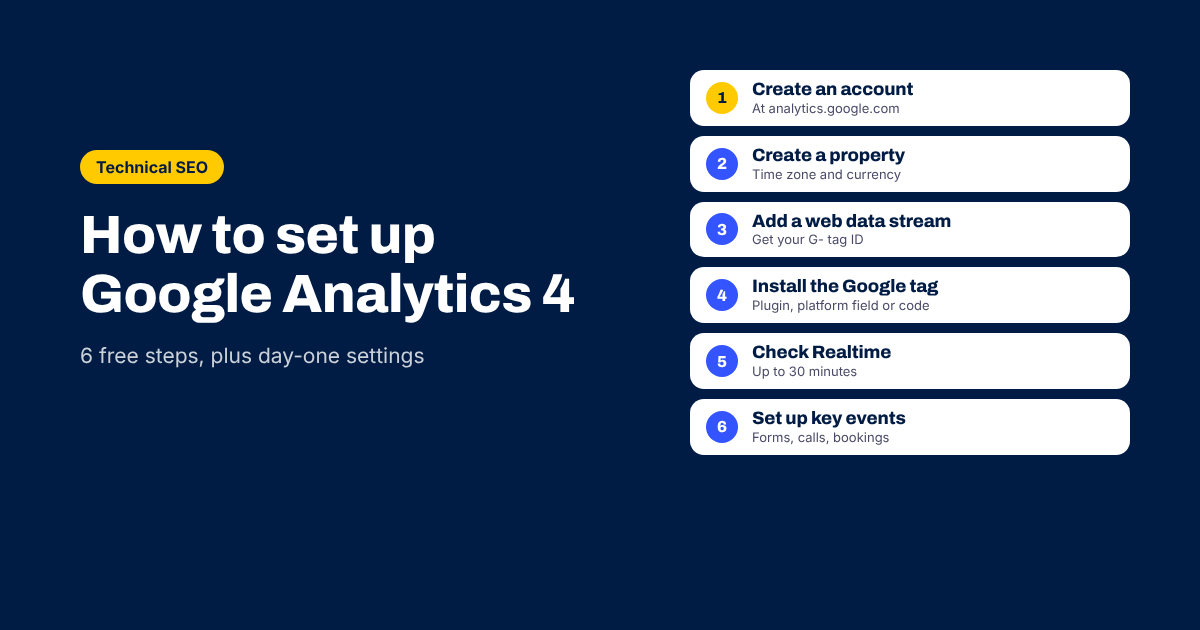 Technical SEO
How to set up
Google Analytics 4
6 free steps, plus day-one settings
1
Create an account
At analytics.google.com
2
Create a property
Time zone and currency
3
Add a web data stream
Get your G- tag ID
4
Install the Google tag
Plugin, platform field or code
5
Check Realtime
Up to 30 minutes
6
Set up key events
Forms, calls, bookings